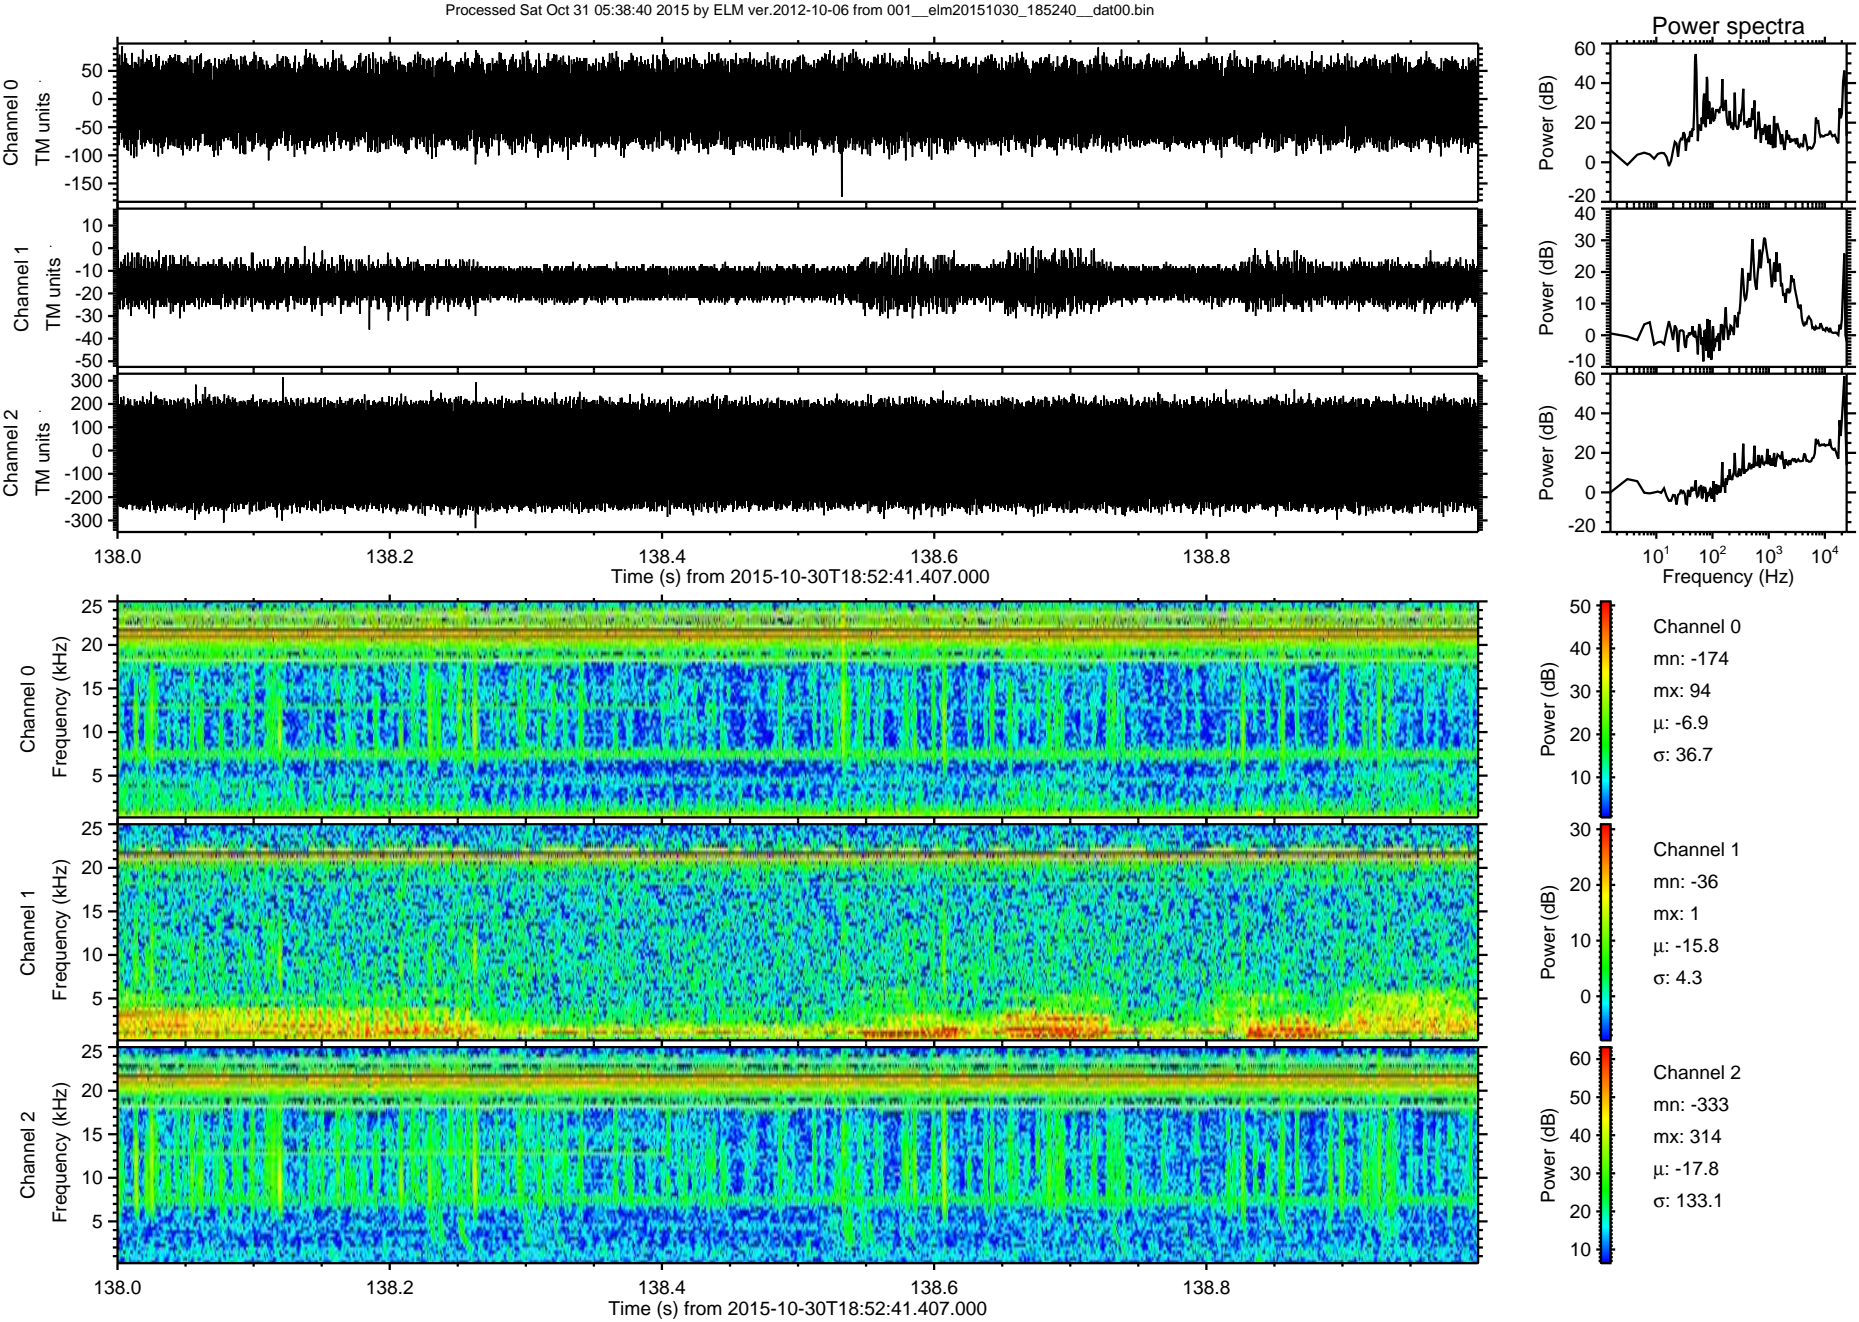 Processed Sat Oct 31 05:38:40 2015 by ELM ver.2012-10-06 from 001__elm20151030_185240__dat00.bin
Power spectra
Channel 0
TM units
50
0
-50
-100
-150
Power (dB)
60
40
20
0
-20
Channel 1
TM units
10
0
-10
-20
-30
-40
-50
Power (dB)
40
30
20
10
0
-10
Channel 2
TM units
300
200
100
0
-100
-200
-300
Power (dB)
60
40
20
0
-20
138.0 138.2 138.4 138.6 138.8
Time (s) from 2015-10-30T18:52:41.407.000
10^1 10^2 10^3 10^4
Frequency (Hz)
Channel 0
Frequency (kHz)
25
20
15
10
5
Power (dB)
50
40
30
20
10
Channel 0
mn: -174
mx: 94
μ: -6.9
σ: 36.7
Channel 1
Frequency (kHz)
25
20
15
10
5
Power (dB)
30
20
10
0
Channel 1
mn: -36
mx: 1
μ: -15.8
σ: 4.3
Channel 2
Frequency (kHz)
25
20
15
10
5
Power (dB)
60
50
40
30
20
10
Channel 2
mn: -333
mx: 314
μ: -17.8
σ: 133.1
138.0 138.2 138.4 138.6 138.8
Time (s) from 2015-10-30T18:52:41.407.000